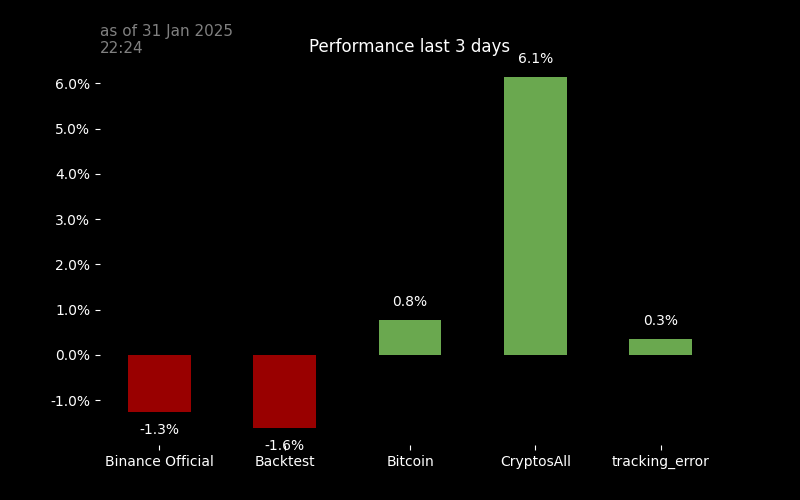 as of 31 Jan 2025
22:24
Performance last 3 days
6.1%
6.0%
5.0%
4.0%
3.0%
2.0%
1.0%
0.8%
0.3%
0.0%
-1.0%
-1.3%
-1.6%
Binance Official
Backtest
Bitcoin
CryptosAll
tracking_error